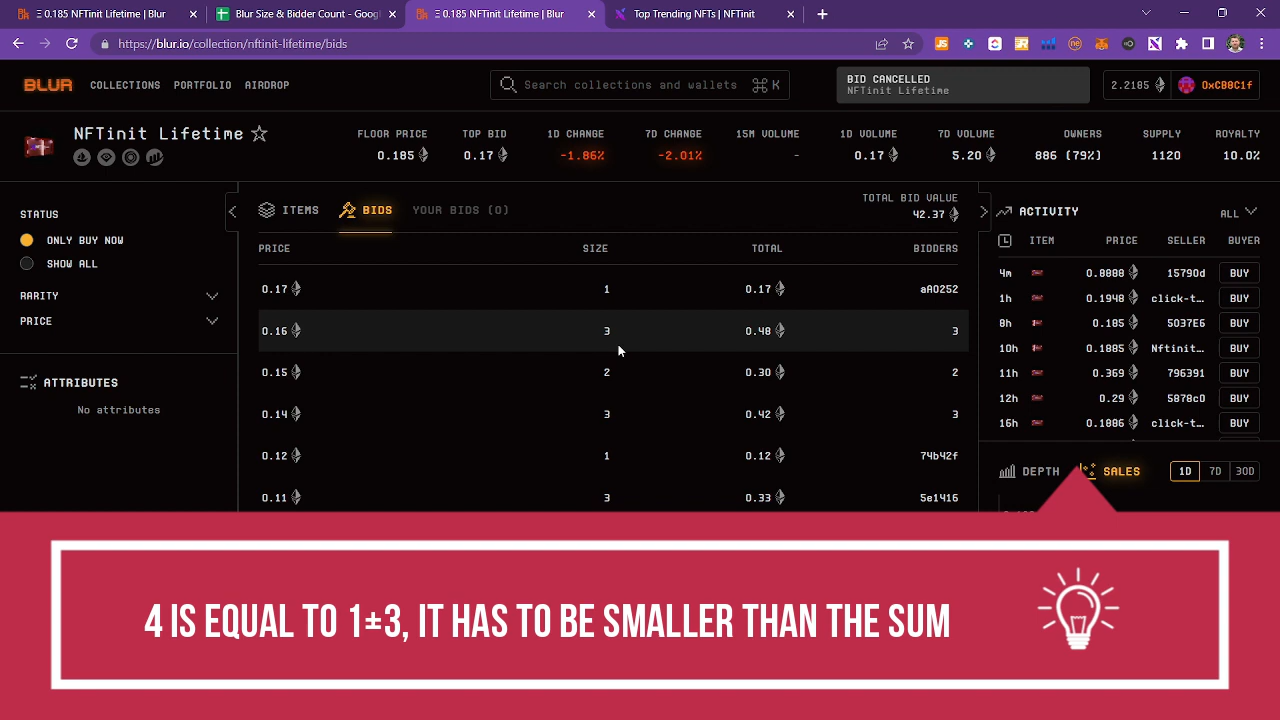 Ξ 0.185 NFTinit Lifetime | Blur
Blur Size & Bidder Count - Googl
Ξ 0.185 NFTinit Lifetime | Blur
Top Trending NFTs | NFTinit
https://blur.io/collection/nftinit-lifetime/bids
BLUR COLLECTIONS PORTFOLIO AIRDROP
Search collections and wallets ⌘ K
BID CANCELLED
NFTinit Lifetime
2.2185
0xCB0C1f
NFTinit Lifetime
FLOOR PRICE TOP BID 1D CHANGE 7D CHANGE 15M VOLUME 1D VOLUME 7D VOLUME OWNERS SUPPLY ROYALTY
0.185 0.17 -1.86% -2.01% - 0.17 5.20 886 (79%) 1120 10.0%
STATUS
ONLY BUY NOW
SHOW ALL
RARITY
PRICE
ATTRIBUTES
No attributes
ITEMS BIDS YOUR BIDS (0)
TOTAL BID VALUE
42.37
PRICE SIZE TOTAL BIDDERS
0.17 1 0.17 aA0252
0.16 3 0.48 3
0.15 2 0.30 2
0.14 3 0.42 3
0.12 1 0.12 74b42f
0.11 3 0.33 5e1416
ACTIVITY ALL
ITEM PRICE SELLER BUYER
4m 0.0000 15790d BUY
1h 0.1948 click-t... BUY
8h 0.185 5037E6 BUY
10h 0.1885 Nftinit... BUY
11h 0.369 796391 BUY
12h 0.29 5878c0 BUY
16h 0.1886 click-t... BUY
DEPTH SALES 1D 7D 30D
4 IS EQUAL TO 1±3, IT HAS TO BE SMALLER THAN THE SUM